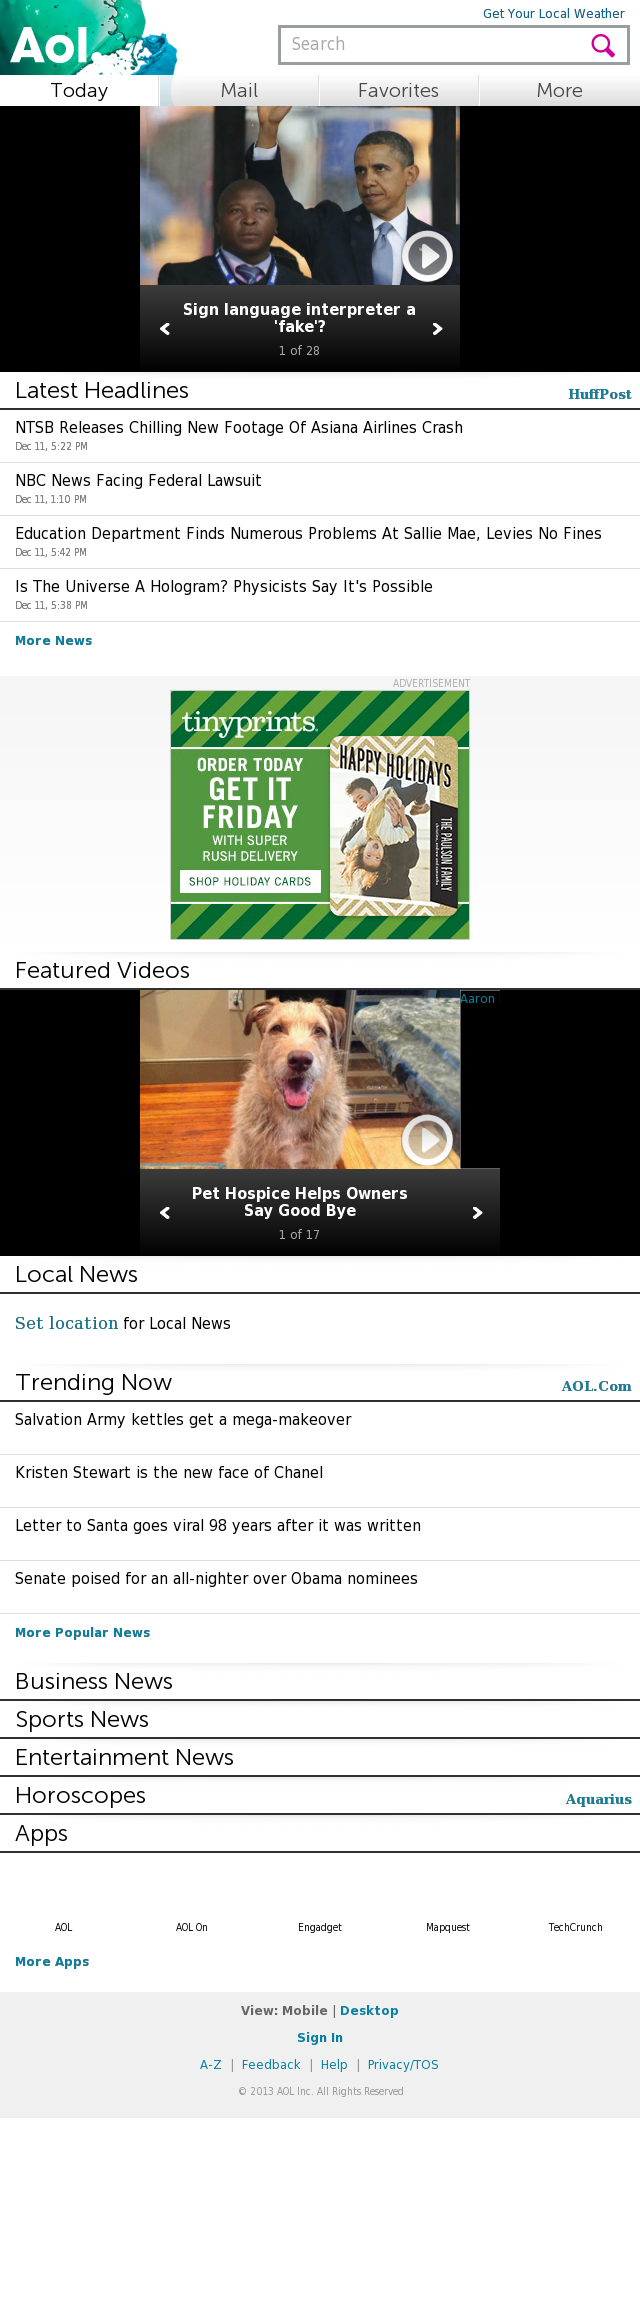 Get Your Local Weather
Aol.
Search
Today
Mail
Favorites
More
Sign language interpreter a
'fake'?
1 of 28
Latest Headlines
HuffPost
NTSB Releases Chilling New Footage Of Asiana Airlines Crash
Dec 11, 5:22 PM
NBC News Facing Federal Lawsuit
Dec 11, 1:10 PM
Education Department Finds Numerous Problems At Sallie Mae, Levies No Fines
Dec 11, 5:42 PM
Is The Universe A Hologram? Physicists Say It's Possible
Dec 11, 5:38 PM
More News
ADVERTISEMENT
tinyprints.
ORDER TODAY
GET IT
FRIDAY
WITH SUPER
RUSH DELIVERY
SHOP HOLIDAY CARDS
HAPPY HOLIDAYS
THE PAULSON FAMILY
Featured Videos
Aaron
Pet Hospice Helps Owners
Say Good Bye
1 of 17
Local News
Set location for Local News
Trending Now
AOL.Com
Salvation Army kettles get a mega-makeover
Kristen Stewart is the new face of Chanel
Letter to Santa goes viral 98 years after it was written
Senate poised for an all-nighter over Obama nominees
More Popular News
Business News
Sports News
Entertainment News
Horoscopes
Aquarius
Apps
AOL
AOL On
Engadget
Mapquest
TechCrunch
More Apps
View: Mobile | Desktop
Sign In
A-Z | Feedback | Help | Privacy/TOS
© 2013 AOL Inc. All Rights Reserved